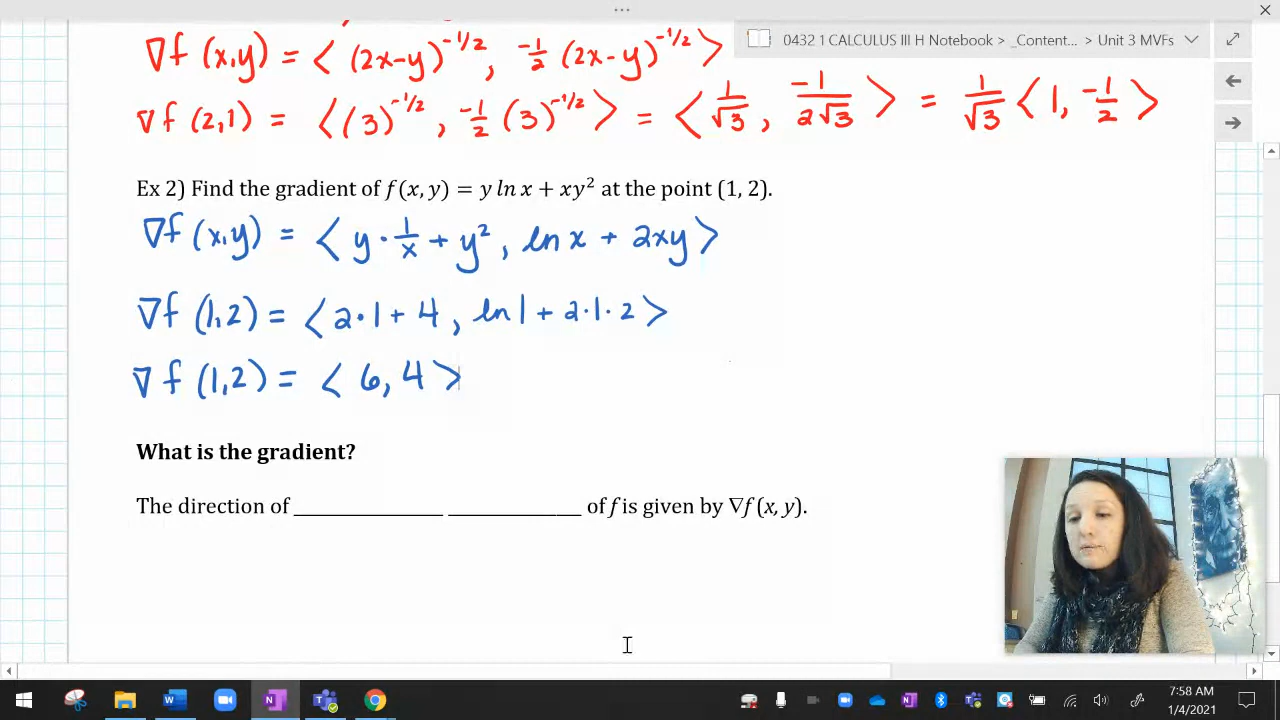 0432 1 CALCULUS III H Notebook > _Content... > Unit 3 MVFs
∇f (x,y) = ⟨ (2x-y)^-1/2 , -1/2 (2x-y)^-1/2 ⟩
∇f (2,1) = ⟨(3)^-1/2 , -1/2 (3)^-1/2 ⟩ = ⟨ 1/√3 , -1/2√3 ⟩ = 1/√3 ⟨ 1, -1/2 ⟩
Ex 2) Find the gradient of f(x, y) = y ln x + xy² at the point (1, 2).
∇f (x,y) = ⟨ y · 1/x + y² , ln x + 2xy ⟩
∇f (1,2) = ⟨ 2·1 + 4 , ln 1 + 2·1·2 ⟩
∇f (1,2) = ⟨ 6, 4 ⟩
What is the gradient?
The direction of ______________ ____________ of f is given by ∇f (x, y).
7:58 AM
1/4/2021